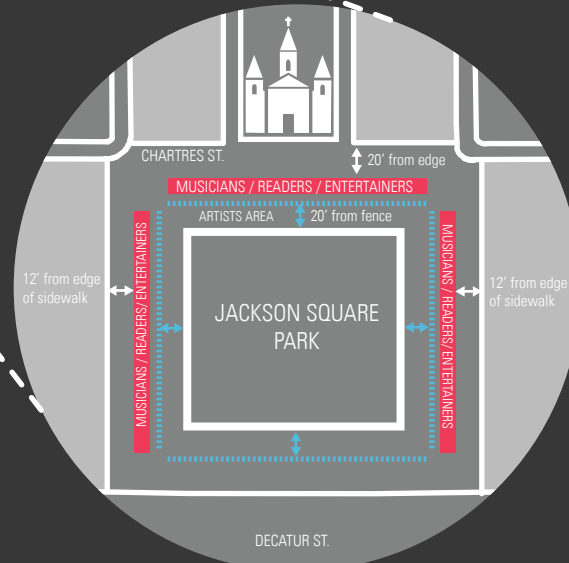 CHARTRES ST.
20' from edge
MUSICIANS / READERS / ENTERTAINERS
ARTISTS AREA
20' from fence
MUSICIANS / READERS/ ENTERTAINERS
12' from edge
of sidewalk
JACKSON SQUARE
PARK
MUSICIANS / READERS/ ENTERTAINERS
12' from edge
of sidewalk
DECATUR ST.